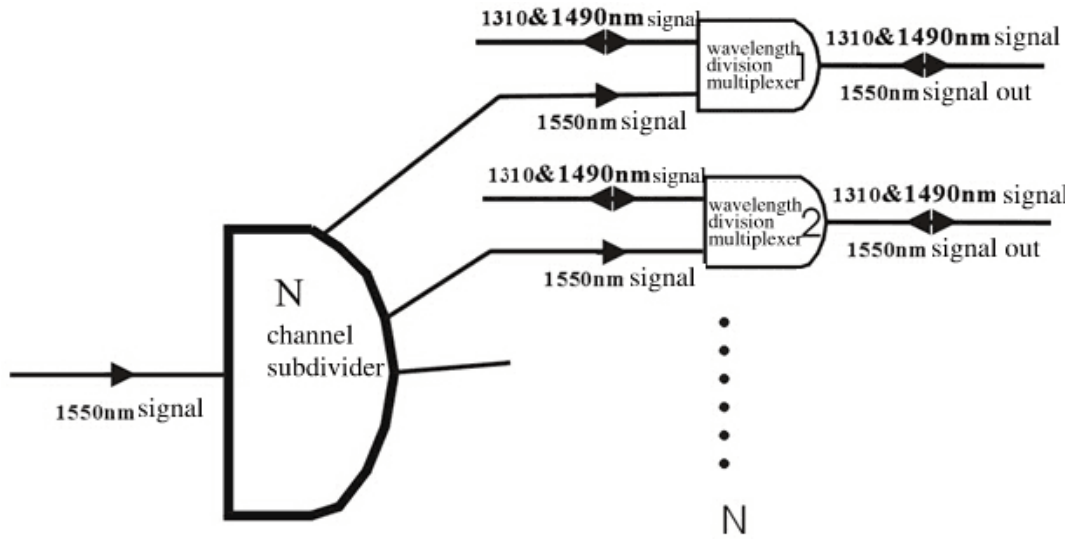 1310&1490nm signal
1310&1490nm signal
wavelength
division
multiplexer 1
1550nm signal
1550nm signal out
1310&1490nm signal
1310&1490nm signal
wavelength
division
multiplexer 2
1550nm signal
1550nm signal out
N
channel
subdivider
1550nm signal
N